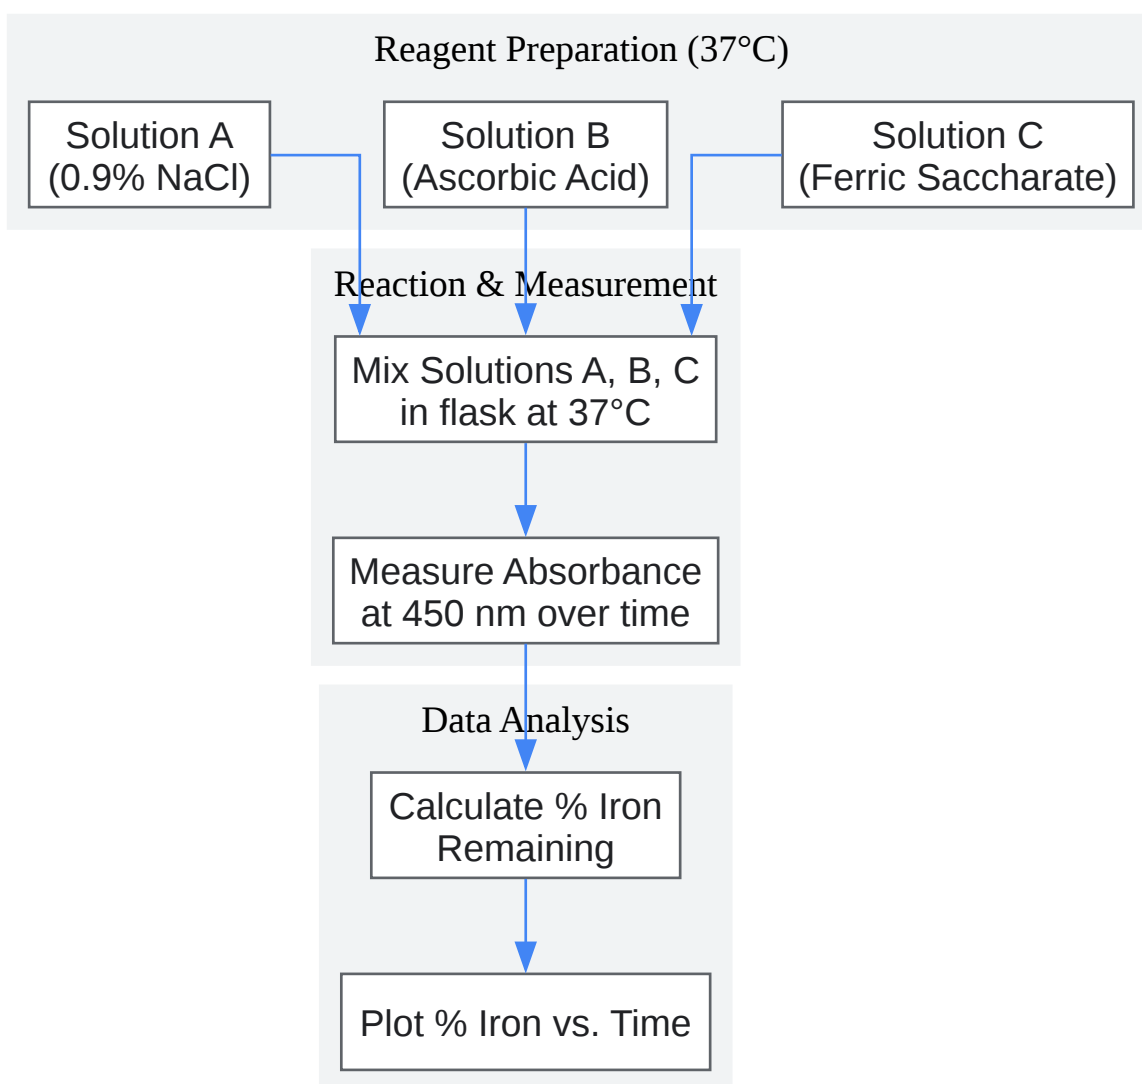 Reagent Preparation (37°C)
Solution A
(0.9% NaCl)
Solution B
(Ascorbic Acid)
Solution C
(Ferric Saccharate)
Reaction & Measurement
Mix Solutions A, B, C
in flask at 37°C
Measure Absorbance
at 450 nm over time
Data Analysis
Calculate % Iron
Remaining
Plot % Iron vs. Time